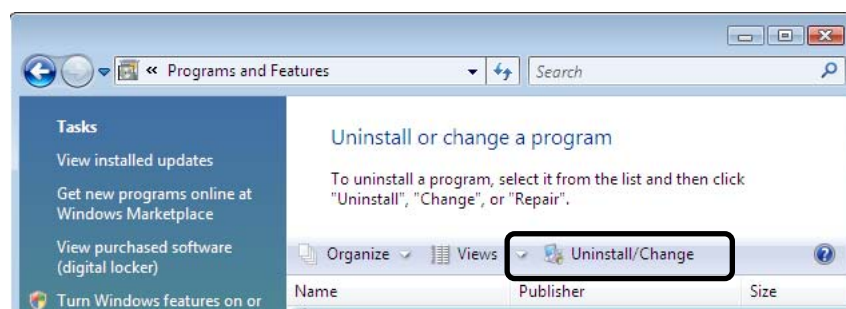 « Programs and Features
Search
Tasks
View installed updates
Get new programs online at
Windows Marketplace
View purchased software
(digital locker)
Turn Windows features on or
Uninstall or change a program
To uninstall a program, select it from the list and then click
"Uninstall", "Change", or "Repair".
Organize Views Uninstall/Change
Name Publisher Size